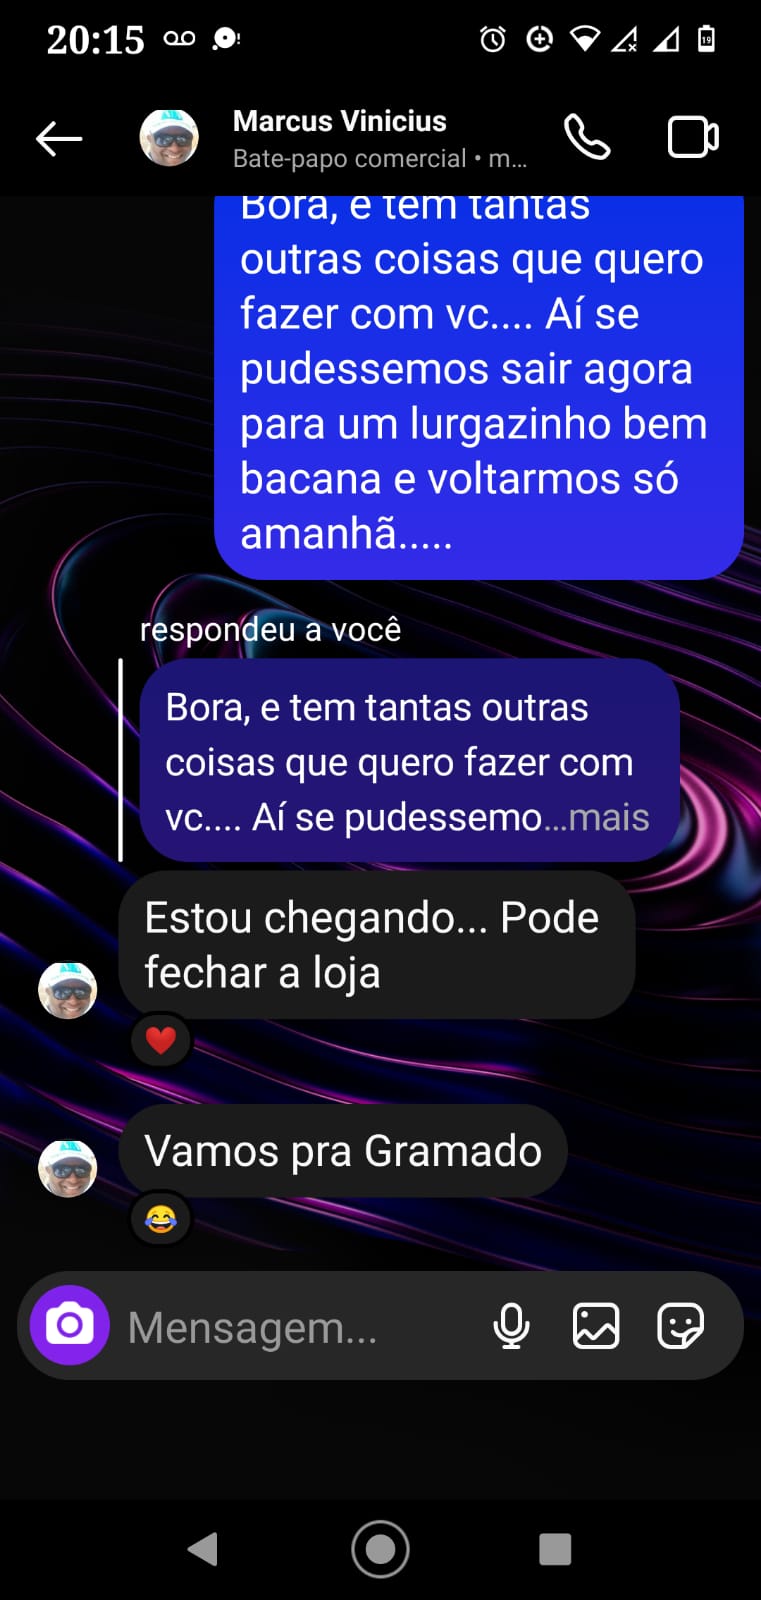 20:15
19
Marcus Vinicius
Bate-papo comercial • m...
Bora, e tem tantas
outras coisas que quero
fazer com vc.... Aí se
pudessemos sair agora
para um lurgazinho bem
bacana e voltarmos só
amanhã.....
respondeu a você
Bora, e tem tantas outras
coisas que quero fazer com
vc.... Aí se pudessemo...mais
Estou chegando... Pode
fechar a loja
Vamos pra Gramado
Mensagem...